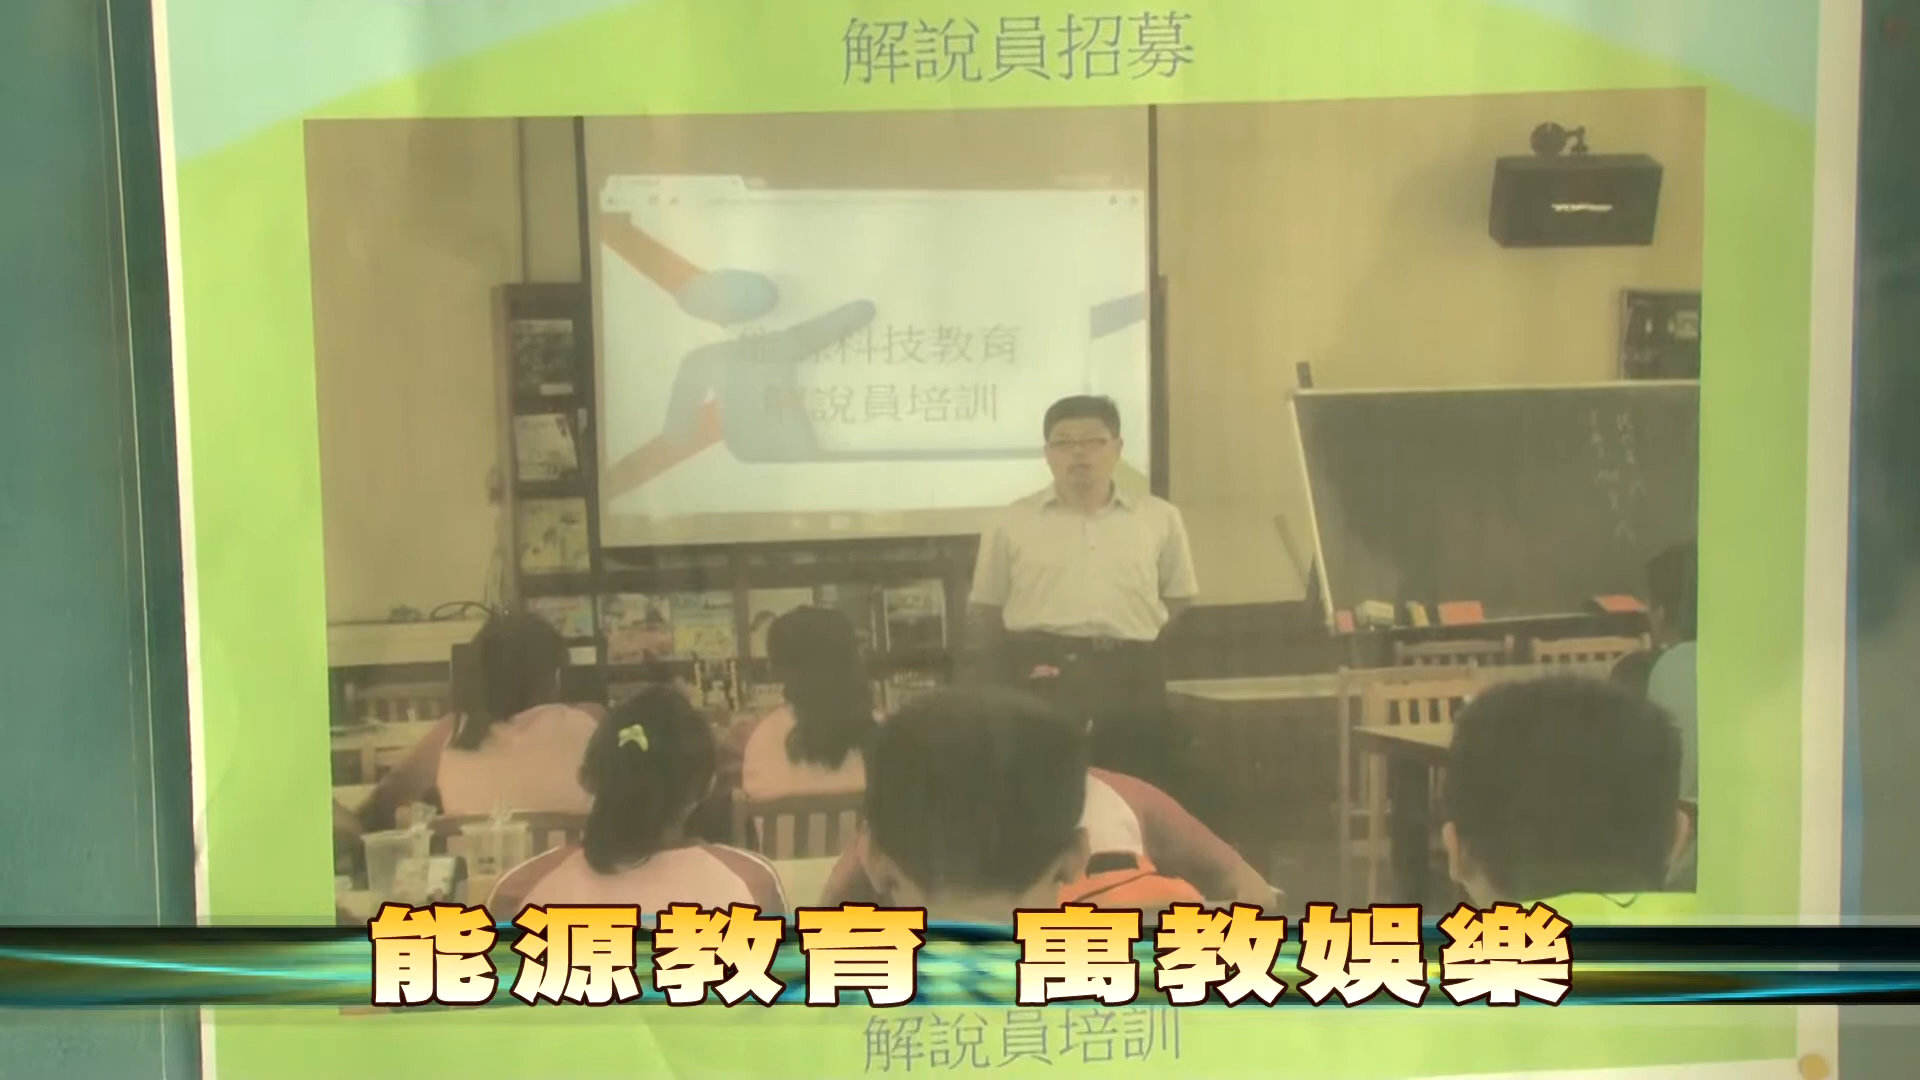 解說員招募
能源科技教育
解說員培訓
能源教育 寓教娛樂
解說員培訓